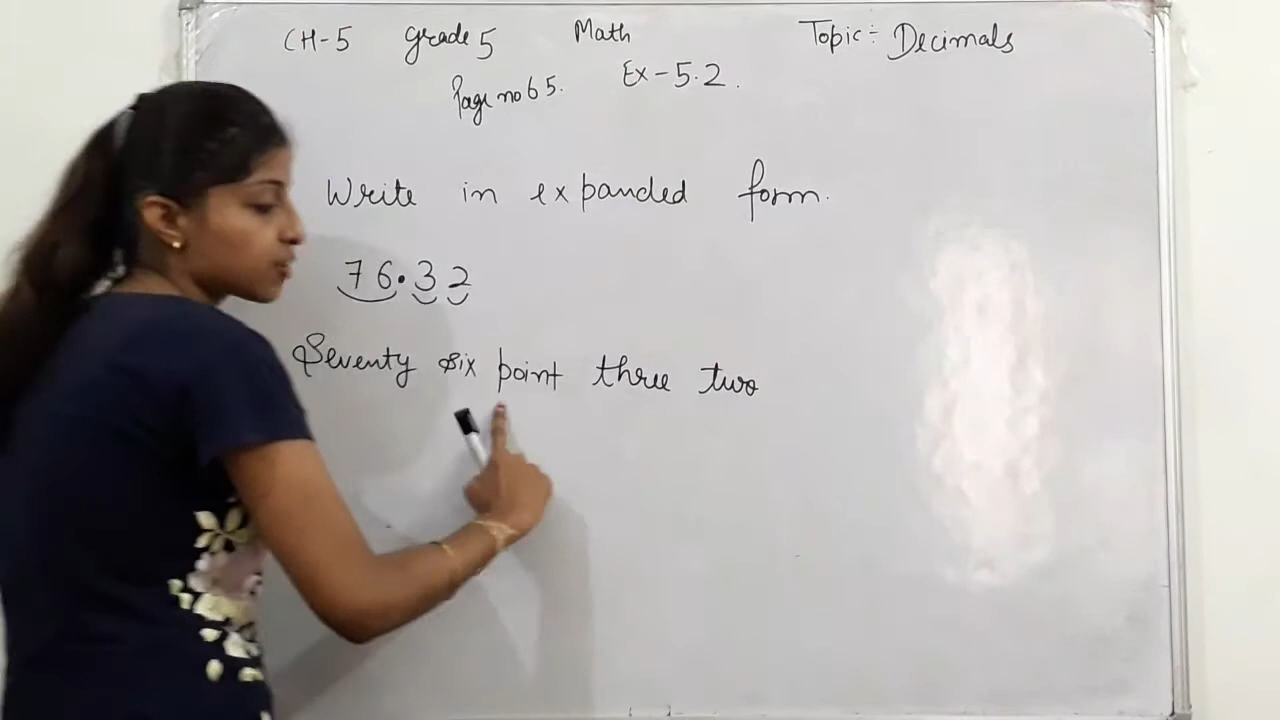 CH-5 grade 5 Math Topic:- Decimals
Page no 65. Ex-5.2.
Write in expanded form.
76.32
Seventy six point three two